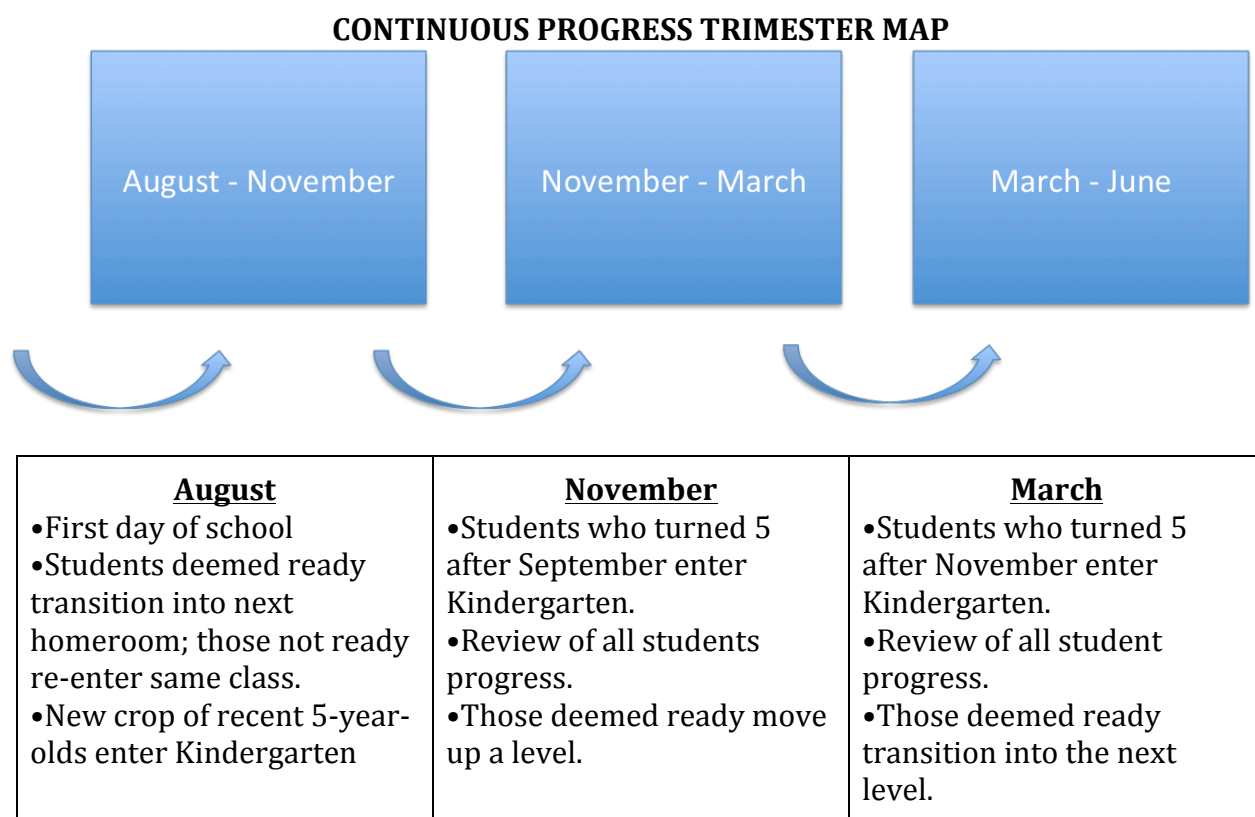 CONTINUOUS PROGRESS TRIMESTER MAP
August - November
November - March
March - June
August
•First day of school
•Students deemed ready
transition into next
homeroom; those not ready
re-enter same class.
•New crop of recent 5-year-
olds enter Kindergarten
November
•Students who turned 5
after September enter
Kindergarten.
•Review of all students
progress.
•Those deemed ready move
up a level.
March
•Students who turned 5
after November enter
Kindergarten.
•Review of all student
progress.
•Those deemed ready
transition into the next
level.